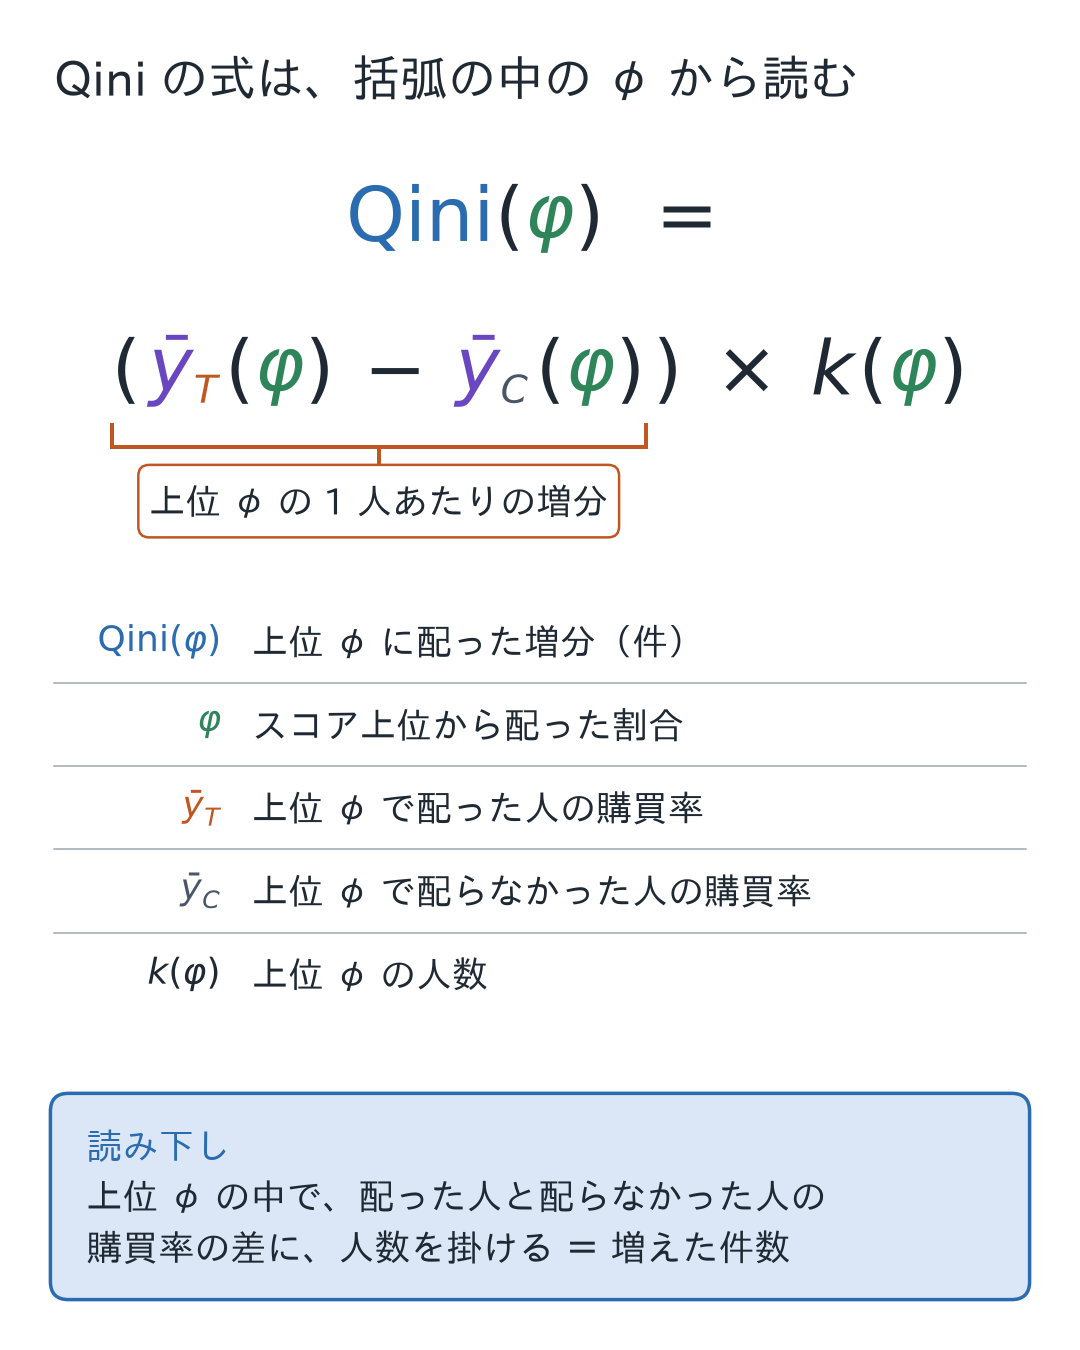 Qini の式は、括弧の中の φ から読む
Qini(φ) =
(ȳ_T(φ) − ȳ_C(φ)) × k(φ)
上位 φ の 1 人あたりの増分
Qini(φ) 上位 φ に配った増分（件）
φ スコア上位から配った割合
ȳ_T 上位 φ で配った人の購買率
ȳ_C 上位 φ で配らなかった人の購買率
k(φ) 上位 φ の人数
読み下し
上位 φ の中で、配った人と配らなかった人の
購買率の差に、人数を掛ける = 増えた件数